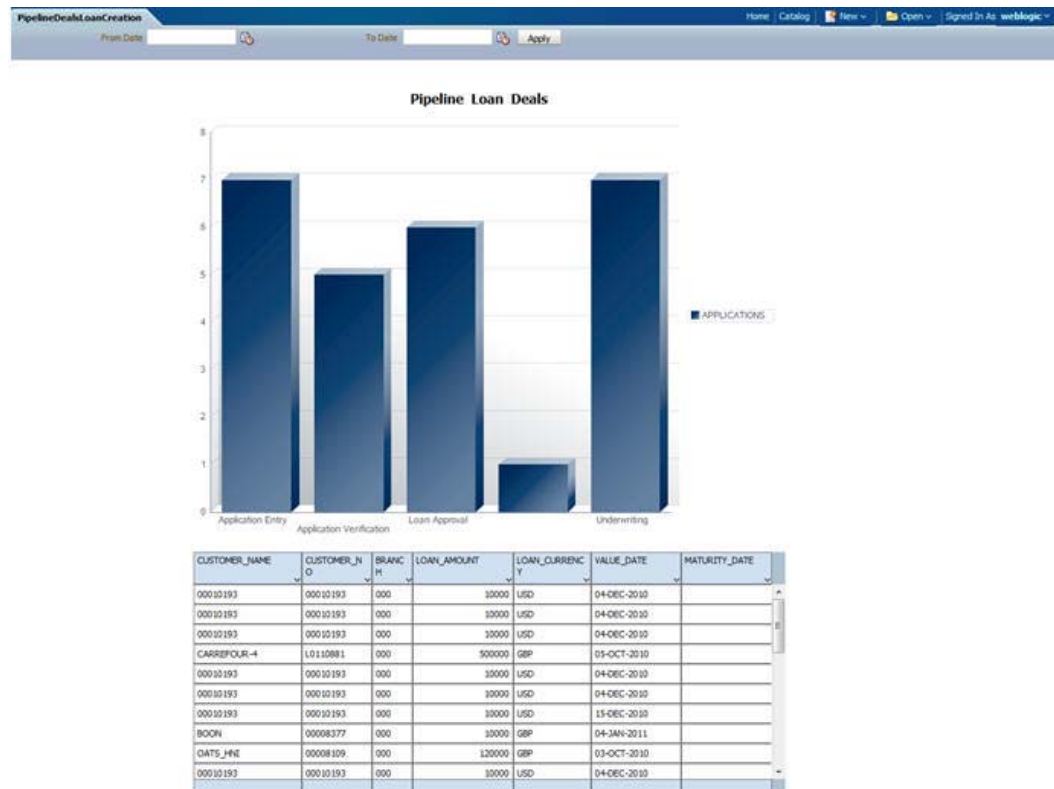 PipelineDealsLoanCreation
Home Catalog New Open Signed In As weblogic
From Date To Date Apply
Pipeline Loan Deals
8
7
6
5
4
3
2
1
0
APPLICATIONS
Application Entry Application Verification Loan Approval Underwriting
CUSTOMER_NAME CUSTOMER_NO BRANCH LOAN_AMOUNT LOAN_CURRENCY VALUE_DATE MATURITY_DATE
00010193 00010193 000 10000 USD 04-DEC-2010
00010193 00010193 000 10000 USD 04-DEC-2010
00010193 00010193 000 10000 USD 04-DEC-2010
CARREFOUR-4 L0110881 000 500000 GBP 05-OCT-2010
00010193 00010193 000 10000 USD 04-DEC-2010
00010193 00010193 000 10000 USD 04-DEC-2010
00010193 00010193 000 10000 USD 15-DEC-2010
BOON 00008377 000 10000 GBP 04-JAN-2011
OATS_HNI 00008109 000 120000 GBP 03-OCT-2010
00010193 00010193 000 10000 USD 04-DEC-2010